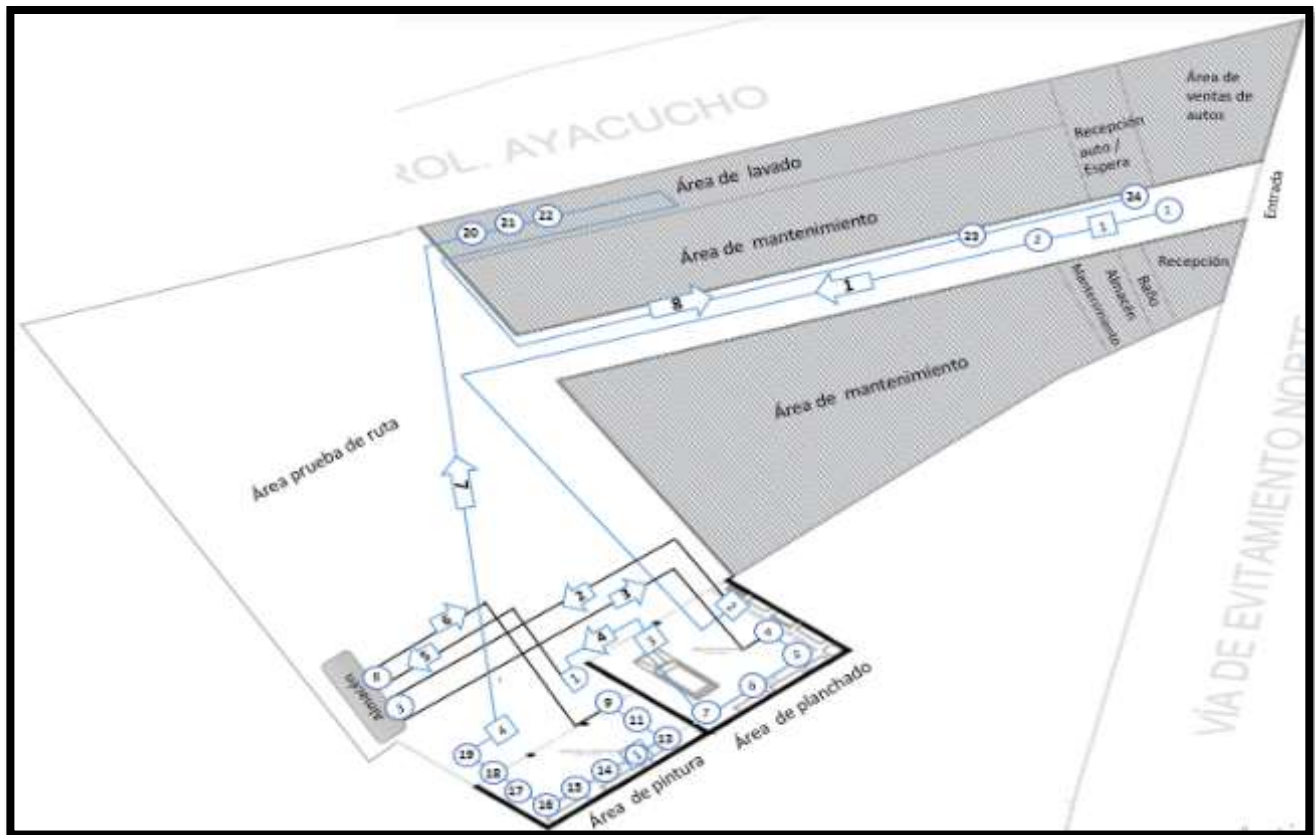 ROL. AYACUCHO
Área de
ventas de
autos
Recepción
auto /
Espera
Área de lavado
Entrada
Área de mantenimiento
20
21
22
23
24
1
2
1
8
1
Recepción
Almacén
Mantenimiento
Área de mantenimiento
VÍA DE EVITAMIENTO NORTE
Área prueba de ruta
7
6
5
2
3
4
2
3
4
5
6
7
Almacén
8
3
1
9
11
13
14
15
16
17
18
19
4
Área de planchado
Área de pintura